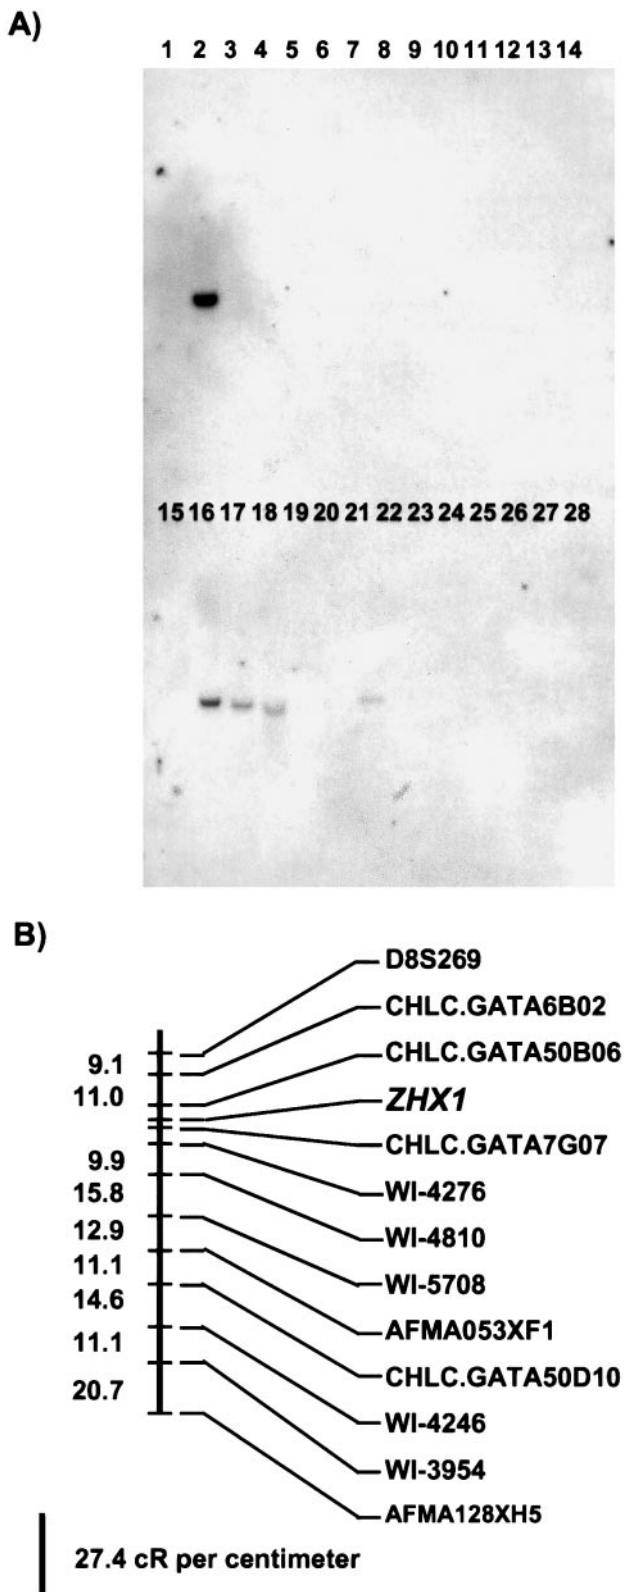 A)
1 2 3 4 5 6 7 8 9 10 11 12 13 14
15 16 17 18 19 20 21 22 23 24 25 26 27 28
B)
D8S269
CHLC.GATA6B02
CHLC.GATA50B06
ZHX1
CHLC.GATA7G07
WI-4276
WI-4810
WI-5708
AFMA053XF1
CHLC.GATA50D10
WI-4246
WI-3954
AFMA128XH5
9.1
11.0
9.9
15.8
12.9
11.1
14.6
11.1
20.7
27.4 cR per centimeter